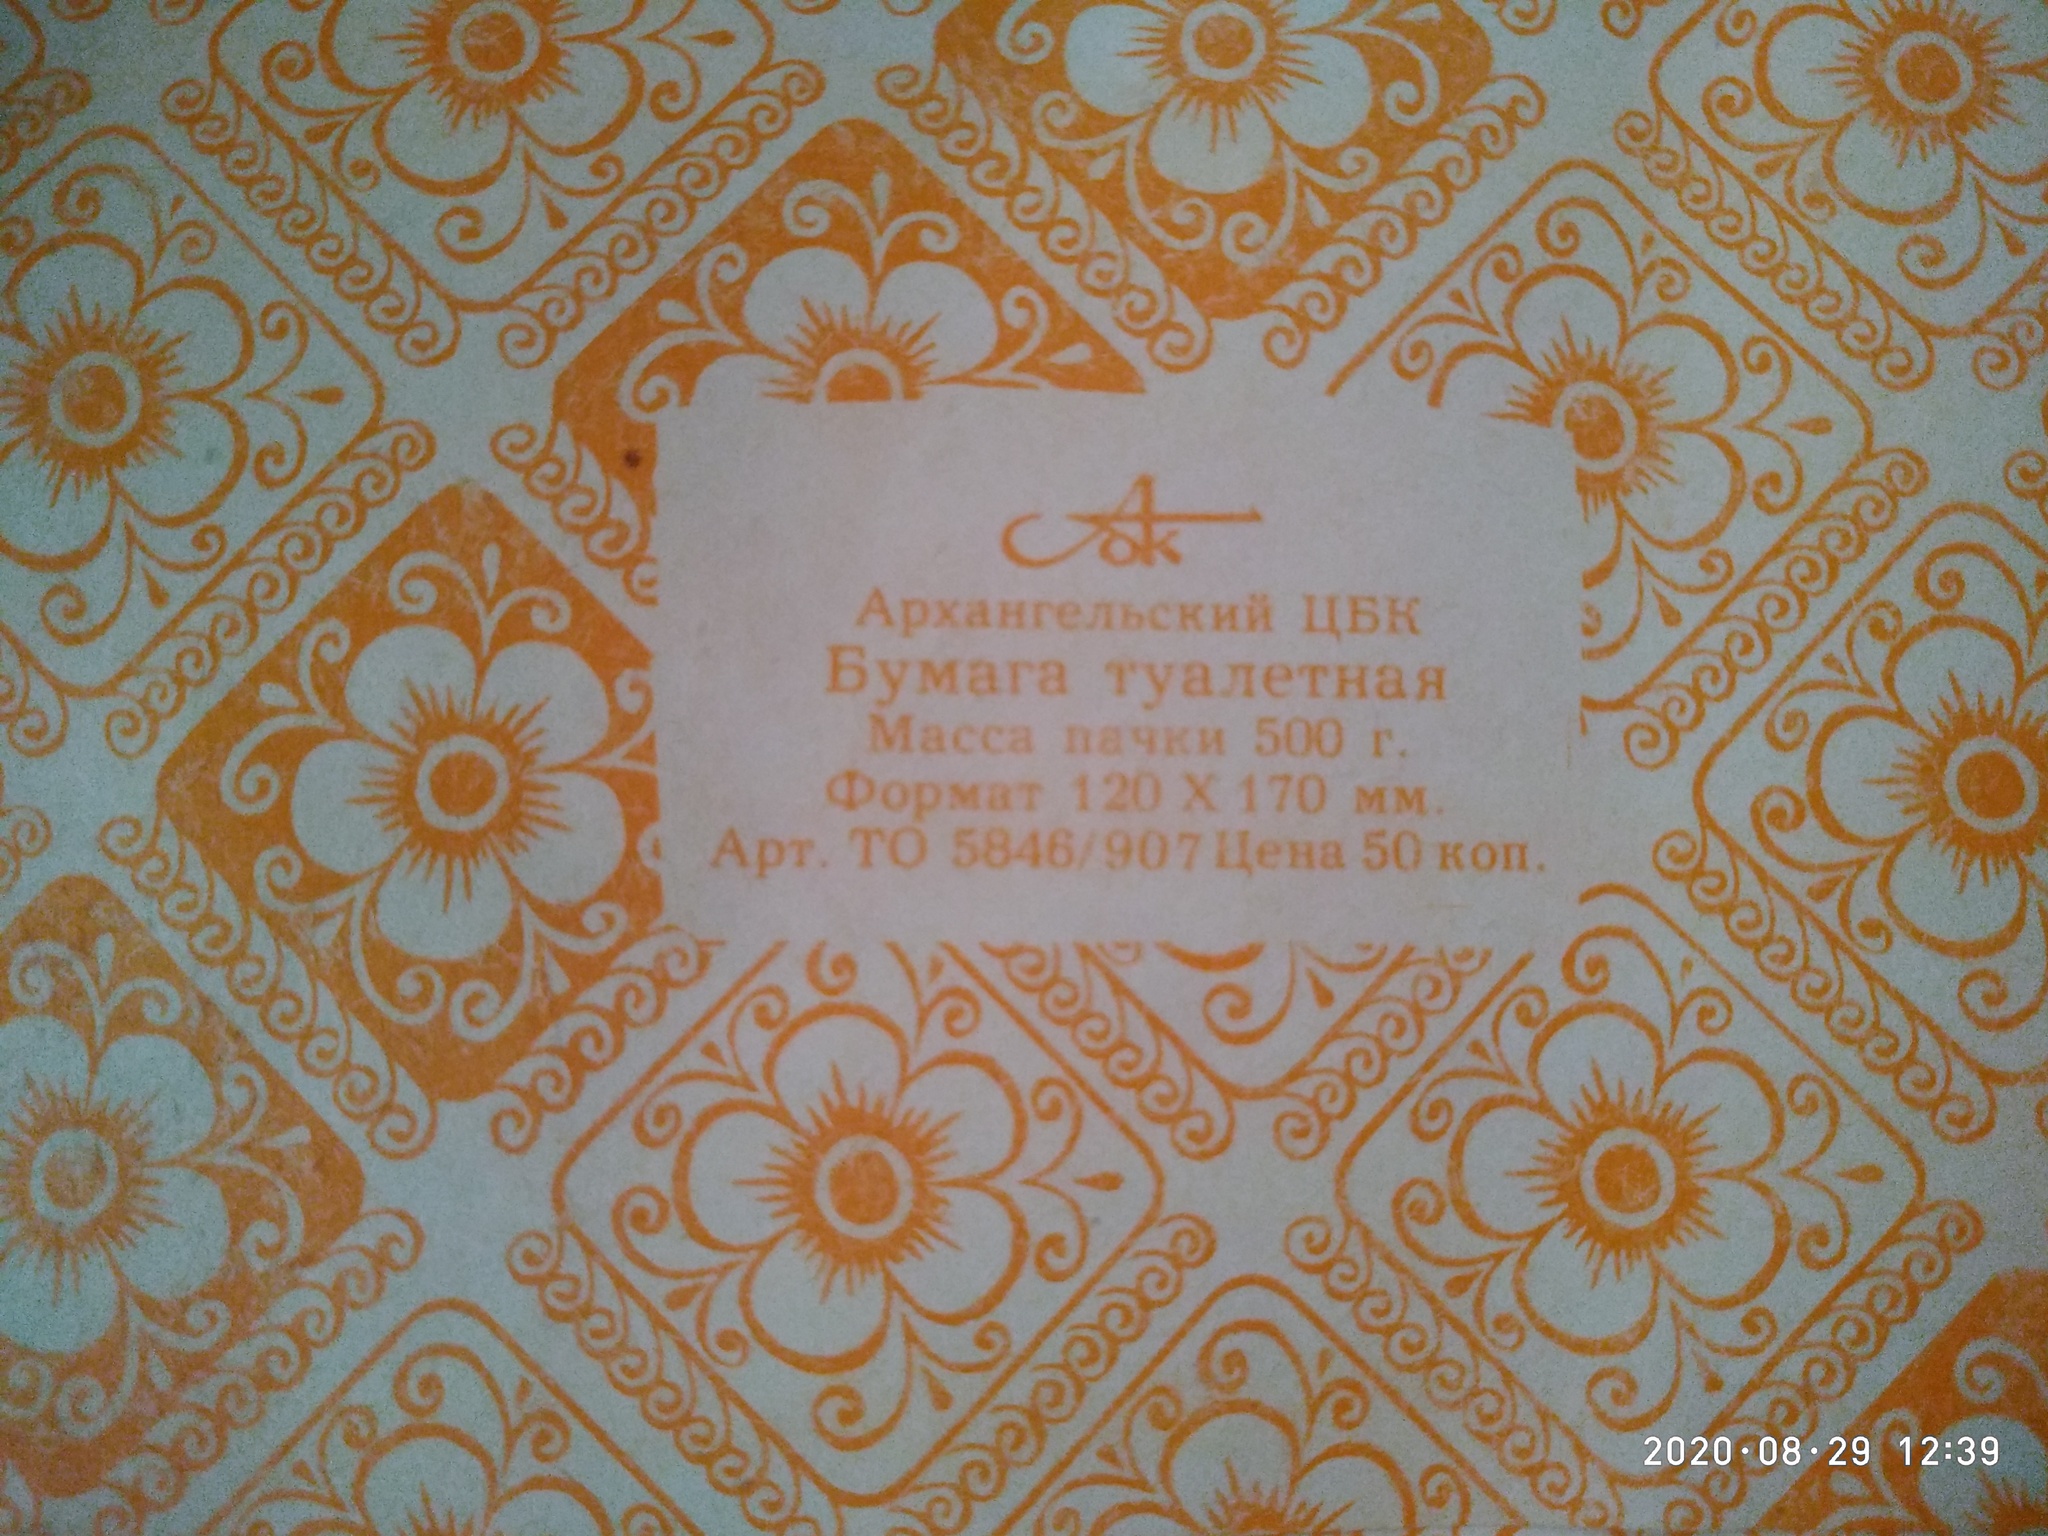 Абк
Архангельский ЦБК
Бумага туалетная
Масса пачки 500 г.
Формат 120 X 170 мм.
Арт. ТО 5846/907 Цена 50 коп.
2020·08·29 12:39